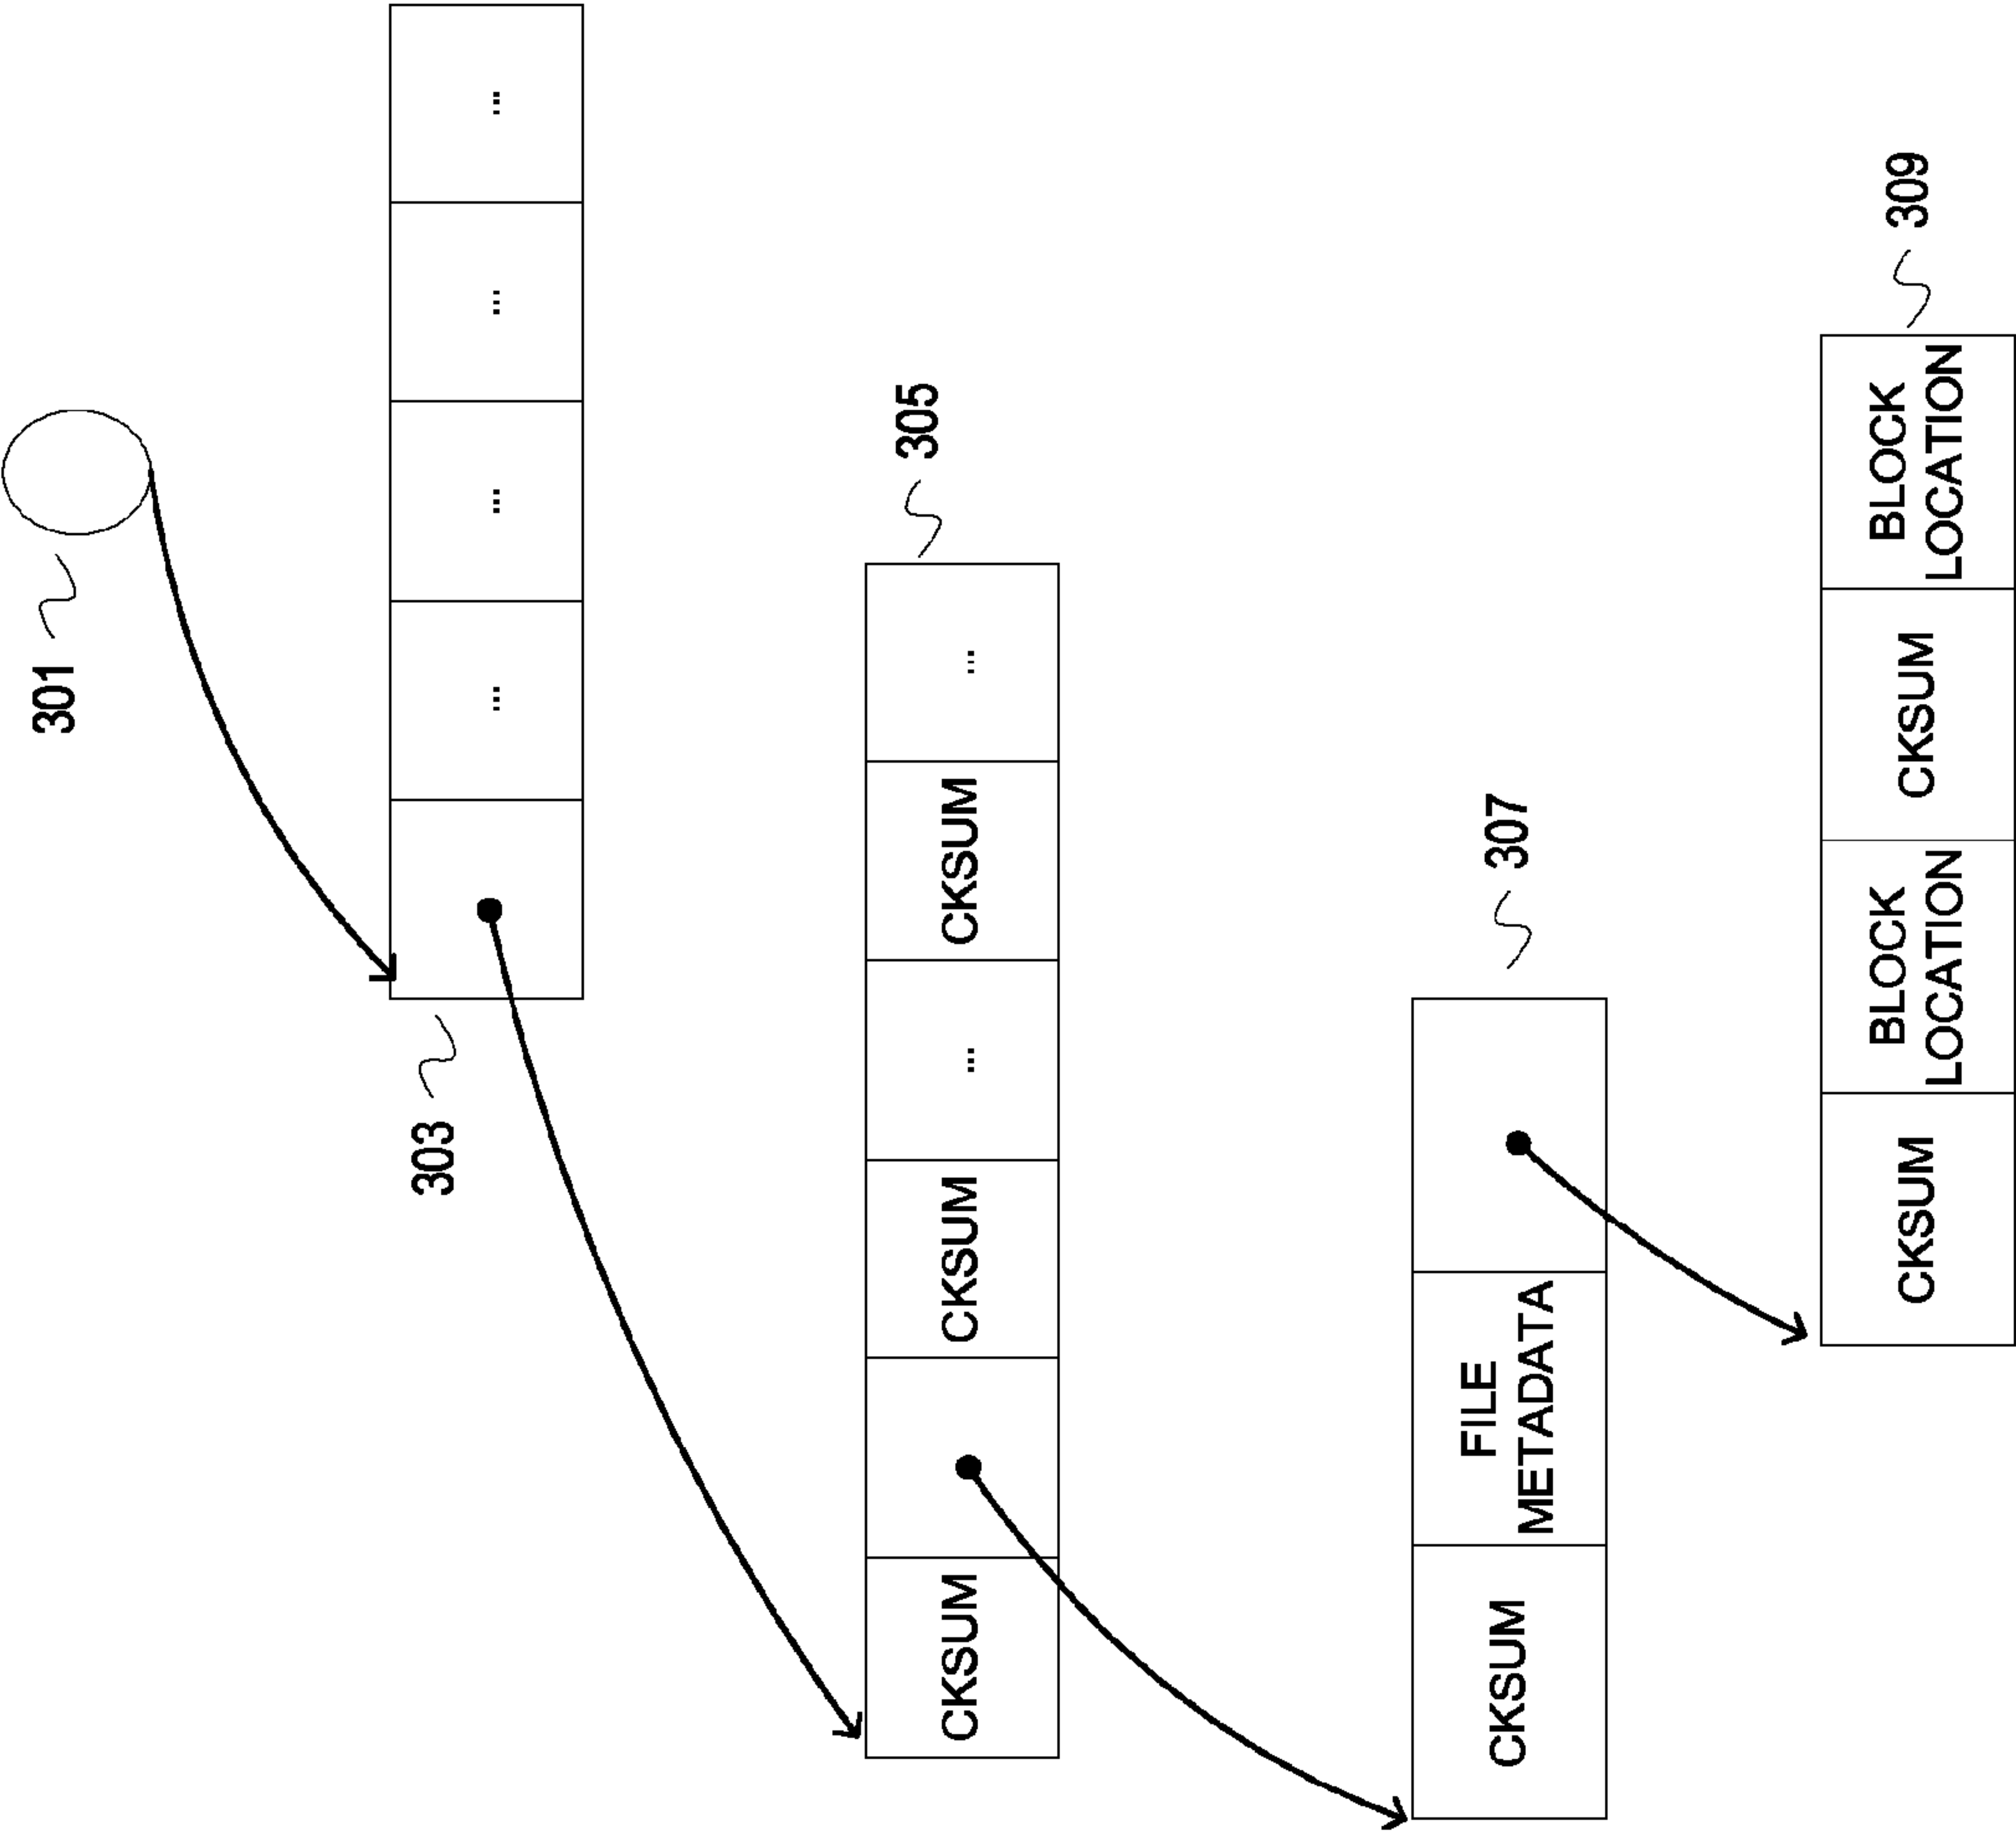 301
303
... ... ... ...
305
CKSUM CKSUM ... CKSUM ...
307
CKSUM
FILE
METADATA
309
CKSUM
BLOCK
LOCATION
CKSUM
BLOCK
LOCATION